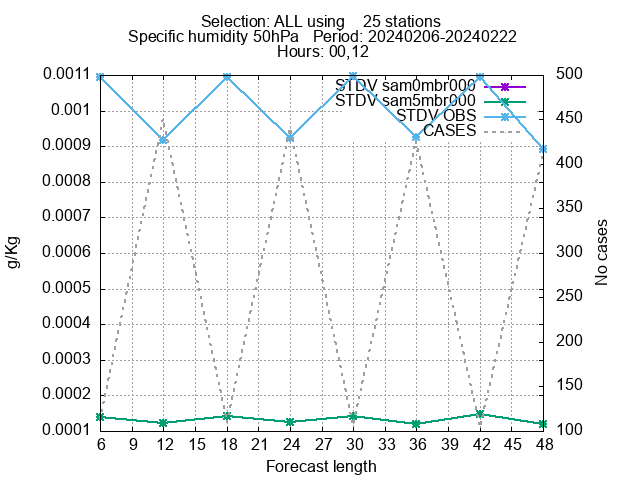 Selection: ALL using    25 stations
Specific humidity 50hPa   Period: 20240206-20240222
Hours: 00,12
0.0011
0.001
0.0009
0.0008
0.0007
0.0006
0.0005
0.0004
0.0003
0.0002
0.0001
g/Kg
STDV sam0mbr000
STDV sam5mbr000
STDV OBS
CASES
500
450
400
350
300
250
200
150
100
No cases
6 9 12 15 18 21 24 27 30 33 36 39 42 45 48
Forecast length